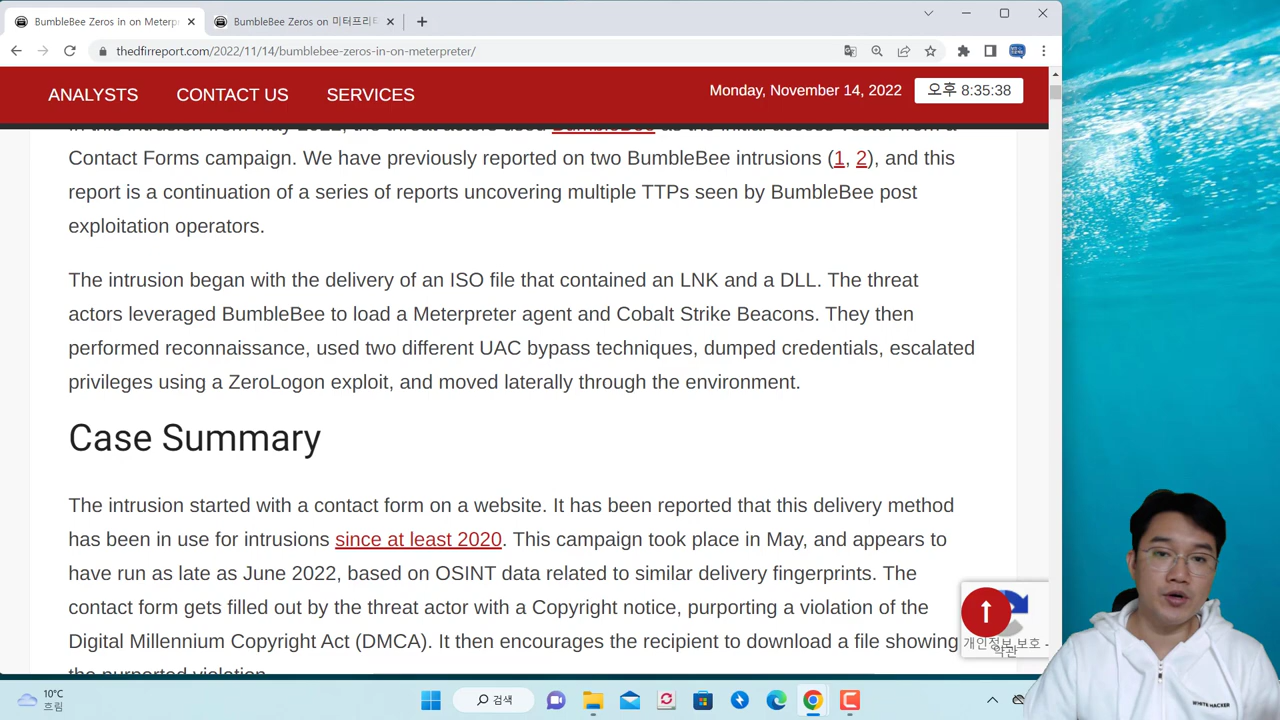 BumbleBee Zeros in on Meterpr
BumbleBee Zeros on 미터프리터
thedfirreport.com/2022/11/14/bumblebee-zeros-in-on-meterpreter/
ANALYSTS
CONTACT US
SERVICES
Monday, November 14, 2022
오후 8:35:38
In this intrusion from May 2022, the threat actors used BumbleBee as the initial access vector from a
Contact Forms campaign. We have previously reported on two BumbleBee intrusions (1, 2), and this
report is a continuation of a series of reports uncovering multiple TTPs seen by BumbleBee post
exploitation operators.
The intrusion began with the delivery of an ISO file that contained an LNK and a DLL. The threat
actors leveraged BumbleBee to load a Meterpreter agent and Cobalt Strike Beacons. They then
performed reconnaissance, used two different UAC bypass techniques, dumped credentials, escalated
privileges using a ZeroLogon exploit, and moved laterally through the environment.
Case Summary
The intrusion started with a contact form on a website. It has been reported that this delivery method
has been in use for intrusions since at least 2020. This campaign took place in May, and appears to
have run as late as June 2022, based on OSINT data related to similar delivery fingerprints. The
contact form gets filled out by the threat actor with a Copyright notice, purporting a violation of the
Digital Millennium Copyright Act (DMCA). It then encourages the recipient to download a file showing
the purported violation.
개인정보 보호 -
약관
WHITE HACKER
10°C
흐림
검색